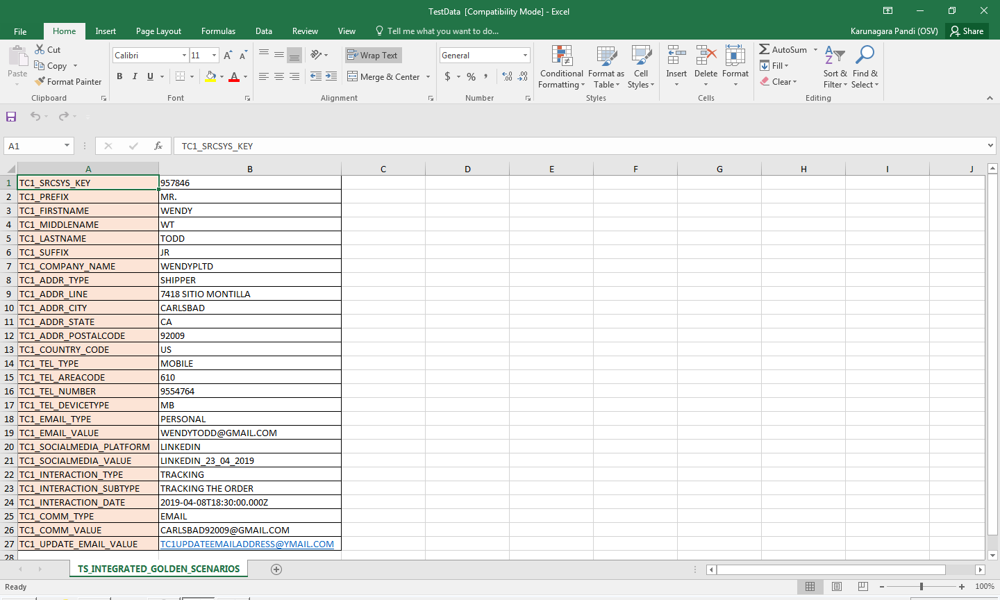 TestData [Compatibility Mode] - Excel
File Home Insert Page Layout Formulas Data Review View Tell me what you want to do... Karunagara Pandi (OSV) Share
Paste
Cut
Copy
Format Painter
Clipboard
Calibri 11
B I U A
Font
Wrap Text
Merge & Center
Alignment
General
$ % ,
Number
Conditional Formatting
Format as Table
Cell Styles
Styles
Insert Delete Format
Cells
AutoSum
Fill
Clear
Sort & Filter
Find & Select
Editing
A1 fx TC1_SRCSYS_KEY
A B C D E F G H I J
1 TC1_SRCSYS_KEY 957846
2 TC1_PREFIX MR.
3 TC1_FIRSTNAME WENDY
4 TC1_MIDDLENAME WT
5 TC1_LASTNAME TODD
6 TC1_SUFFIX JR
7 TC1_COMPANY_NAME WENDYPLTD
8 TC1_ADDR_TYPE SHIPPER
9 TC1_ADDR_LINE 7418 SITIO MONTILLA
10 TC1_ADDR_CITY CARLSBAD
11 TC1_ADDR_STATE CA
12 TC1_ADDR_POSTALCODE 92009
13 TC1_COUNTRY_CODE US
14 TC1_TEL_TYPE MOBILE
15 TC1_TEL_AREACODE 610
16 TC1_TEL_NUMBER 9554764
17 TC1_TEL_DEVICETYPE MB
18 TC1_EMAIL_TYPE PERSONAL
19 TC1_EMAIL_VALUE WENDYTODD@GMAIL.COM
20 TC1_SOCIALMEDIA_PLATFORM LINKEDIN
21 TC1_SOCIALMEDIA_VALUE LINKEDIN_23_04_2019
22 TC1_INTERACTION_TYPE TRACKING
23 TC1_INTERACTION_SUBTYPE TRACKING THE ORDER
24 TC1_INTERACTION_DATE 2019-04-08T18:30:00.000Z
25 TC1_COMM_TYPE EMAIL
26 TC1_COMM_VALUE CARLSBAD92009@GMAIL.COM
27 TC1_UPDATE_EMAIL_VALUE TC1UPDATEEMAILADDRESS@YMAIL.COM
28
TS_INTEGRATED_GOLDEN_SCENARIOS
Ready 100%